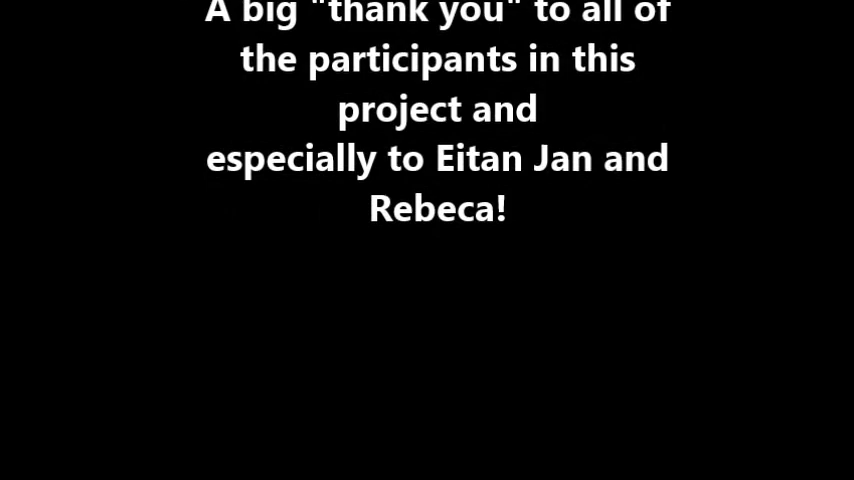 A big "thank you" to all of
the participants in this
project and
especially to Eitan Jan and
Rebeca!